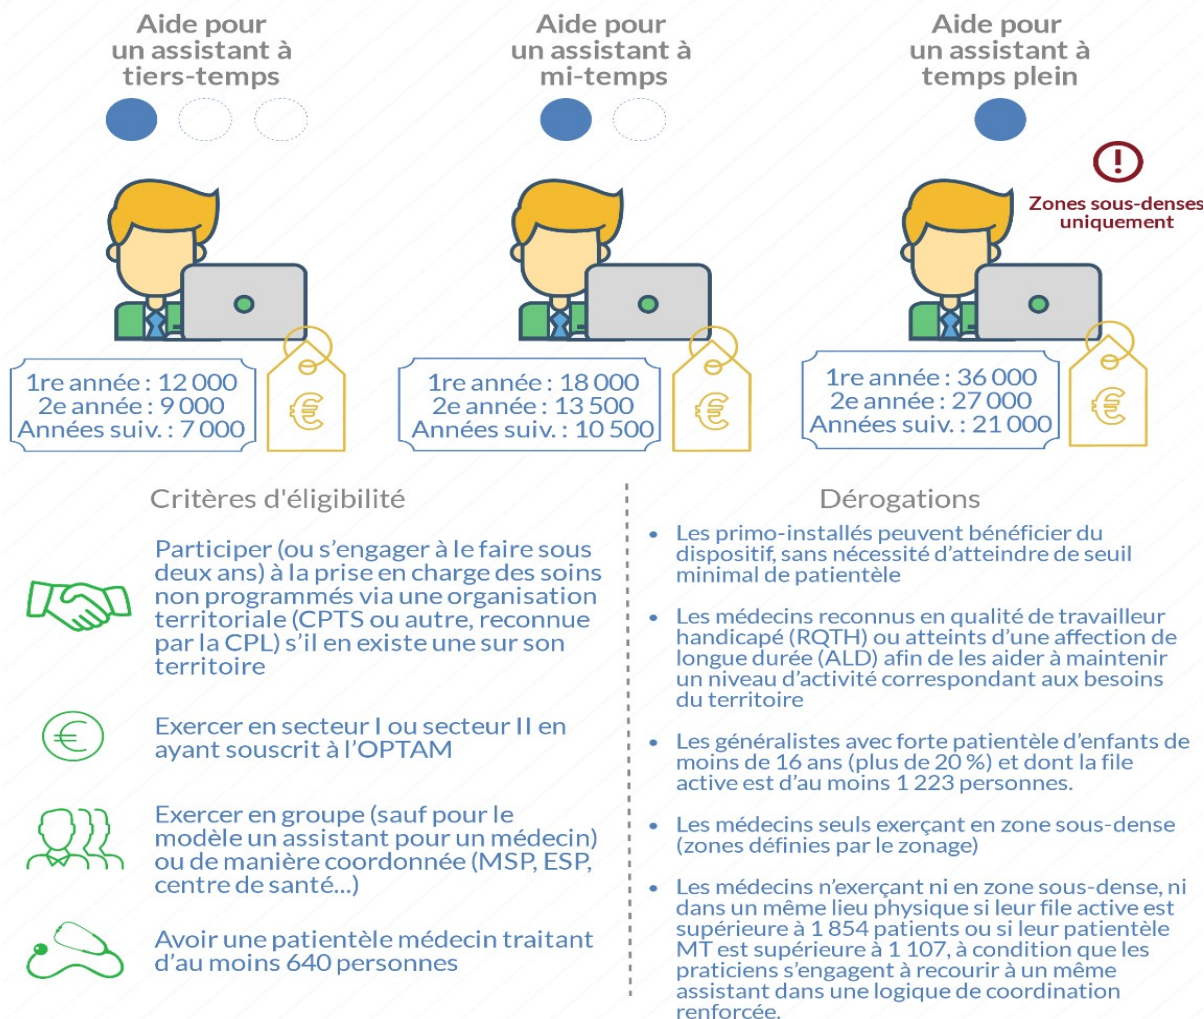 Aide pour
un assistant à
tiers-temps
Aide pour
un assistant à
mi-temps
Aide pour
un assistant à
temps plein
!
Zones sous-denses
uniquement
1re année : 12 000
2e année : 9 000
Années suiv. : 7 000
€
1re année : 18 000
2e année : 13 500
Années suiv. : 10 500
€
1re année : 36 000
2e année : 27 000
Années suiv. : 21 000
€
Critères d'éligibilité
Participer (ou s’engager à le faire sous
deux ans) à la prise en charge des soins
non programmés via une organisation
territoriale (CPTS ou autre, reconnue
par la CPL) s’il en existe une sur son
territoire
€
Exercer en secteur I ou secteur II en
ayant souscrit à l’OPTAM
Exercer en groupe (sauf pour le
modèle un assistant pour un médecin)
ou de manière coordonnée (MSP, ESP,
centre de santé...)
Avoir une patientèle médecin traitant
d'au moins 640 personnes
Dérogations
• Les primo-installés peuvent bénéficier du
dispositif, sans nécessité d’atteindre de seuil
minimal de patientèle
• Les médecins reconnus en qualité de travailleur
handicapé (RQTH) ou atteints d’une affection de
longue durée (ALD) afin de les aider à maintenir
un niveau d’activité correspondant aux besoins
du territoire
• Les généralistes avec forte patientèle d’enfants de
moins de 16 ans (plus de 20 %) et dont la file
active est d’au moins 1 223 personnes.
• Les médecins seuls exerçant en zone sous-dense
(zones définies par le zonage)
• Les médecins n’exerçant ni en zone sous-dense, ni
dans un même lieu physique si leur file active est
supérieure à 1 854 patients ou si leur patientèle
MT est supérieure à 1 107, à condition que les
praticiens s’engagent à recourir à un même
assistant dans une logique de coordination
renforcée.